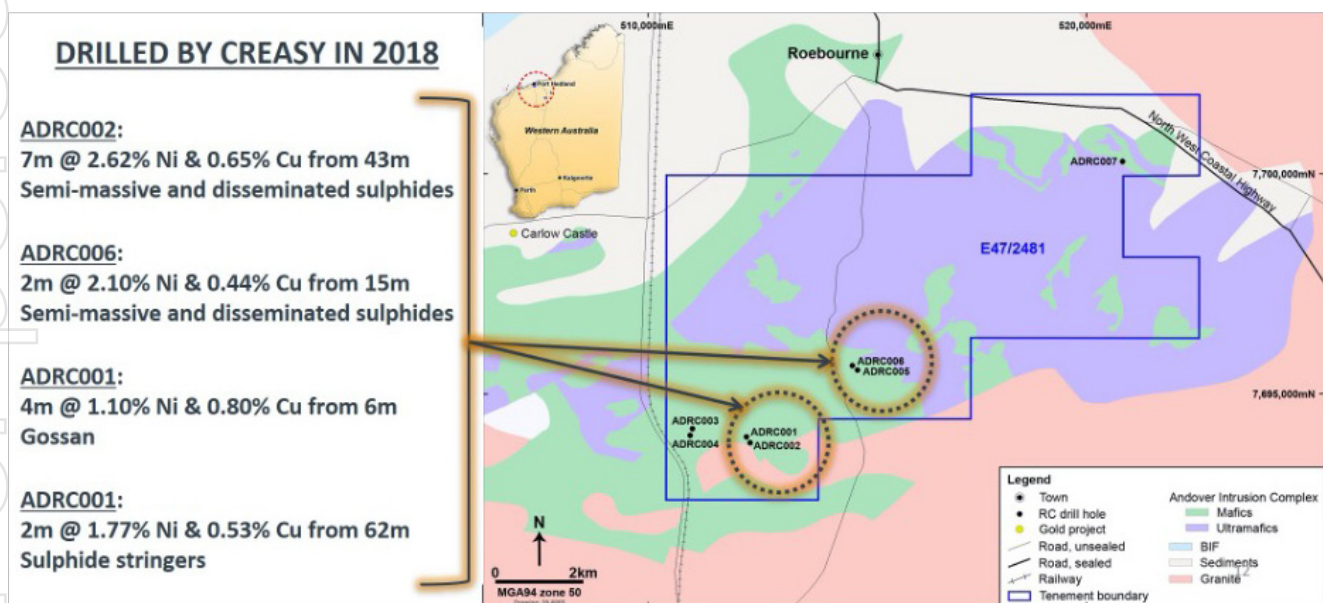 DRILLED BY CREASY IN 2018
ADRC002:
7m @ 2.62% Ni & 0.65% Cu from 43m
Semi-massive and disseminated sulphides
ADRC006:
2m @ 2.10% Ni & 0.44% Cu from 15m
Semi-massive and disseminated sulphides
ADRC001:
4m @ 1.10% Ni & 0.80% Cu from 6m
Gossan
ADRC001:
2m @ 1.77% Ni & 0.53% Cu from 62m
Sulphide stringers
510,000mE
520,000mE
Roebourne
Port Hedland
Western Australia
Perth
Kalgoorlie
Carlow Castle
North West Coastal Highway
ADRC007
7,700,000mN
E47/2481
ADRC006
ADRC005
7,695,000mN
ADRC003
ADRC004
ADRC001
ADRC002
N
0 2km
MGA94 zone 50
Legend
Town
RC drill hole
Gold project
Road, unsealed
Road, sealed
Railway
Tenement boundary
Andover Intrusion Complex
Mafics
Ultramafics
BIF
Sediments
Granite
12